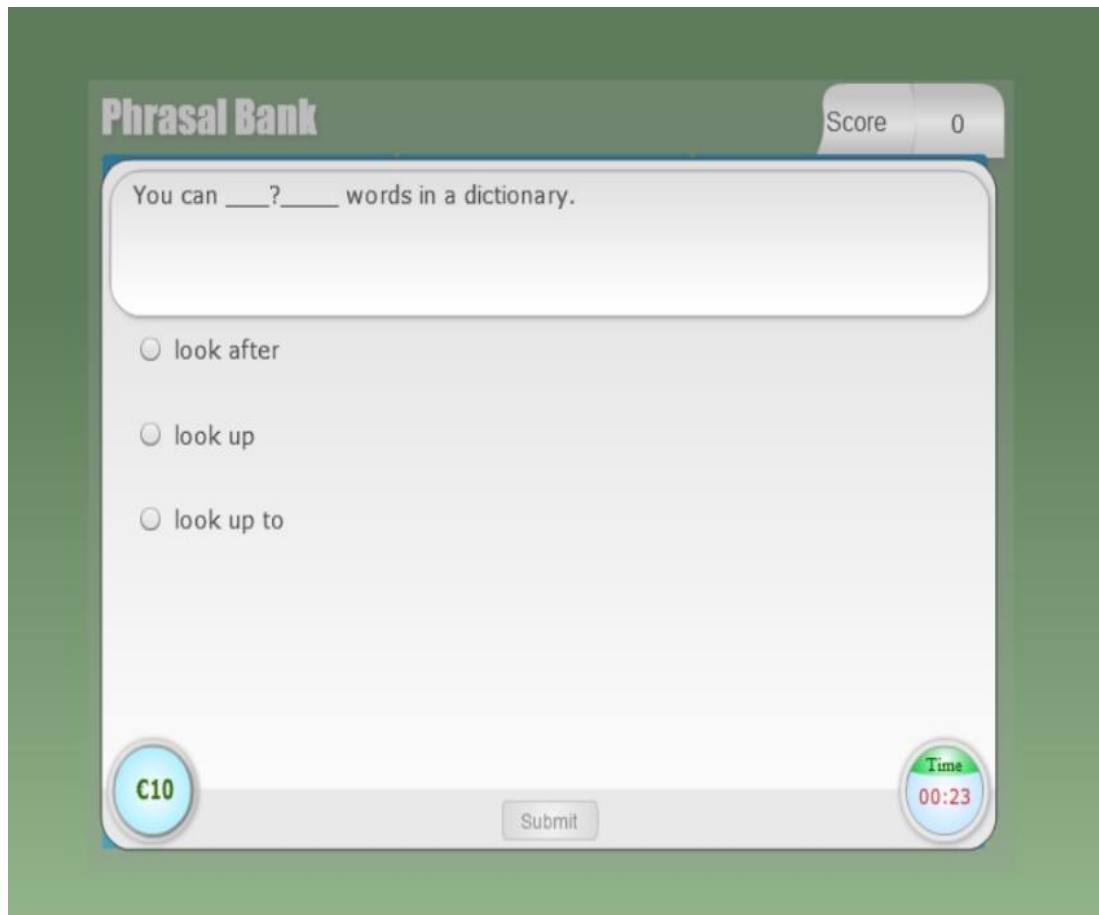 Phrasal Bank
Score 0
You can ____?_____ words in a dictionary.
look after
look up
look up to
€10
Time
00:23
Submit